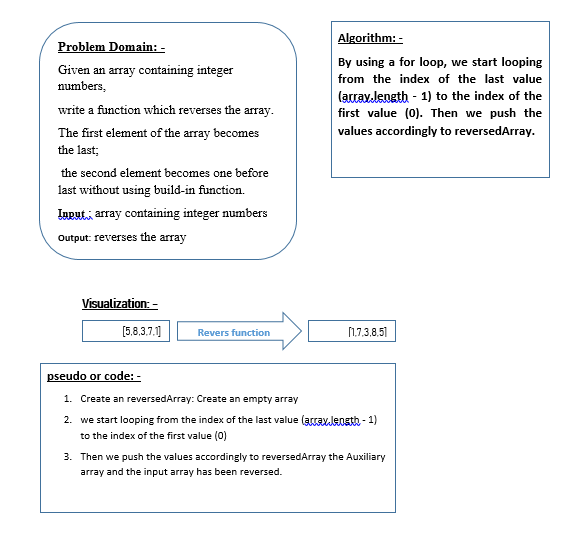 Problem Domain: -
Given an array containing integer
numbers,
write a function which reverses the array.
The first element of the array becomes
the last;
the second element becomes one before
last without using build-in function.
Input : array containing integer numbers
Output: reverses the array
Algorithm: -
By using a for loop, we start looping
from the index of the last value
(array.length - 1) to the index of the
first value (0). Then we push the
values accordingly to reversedArray.
Visualization: -
[5,8,3,7,1]
Revers function
[1,7,3,8,5]
pseudo or code: -
1. Create an reversedArray: Create an empty array
2. we start looping from the index of the last value (array.length - 1)
to the index of the first value (0)
3. Then we push the values accordingly to reversedArray the Auxiliary
array and the input array has been reversed.